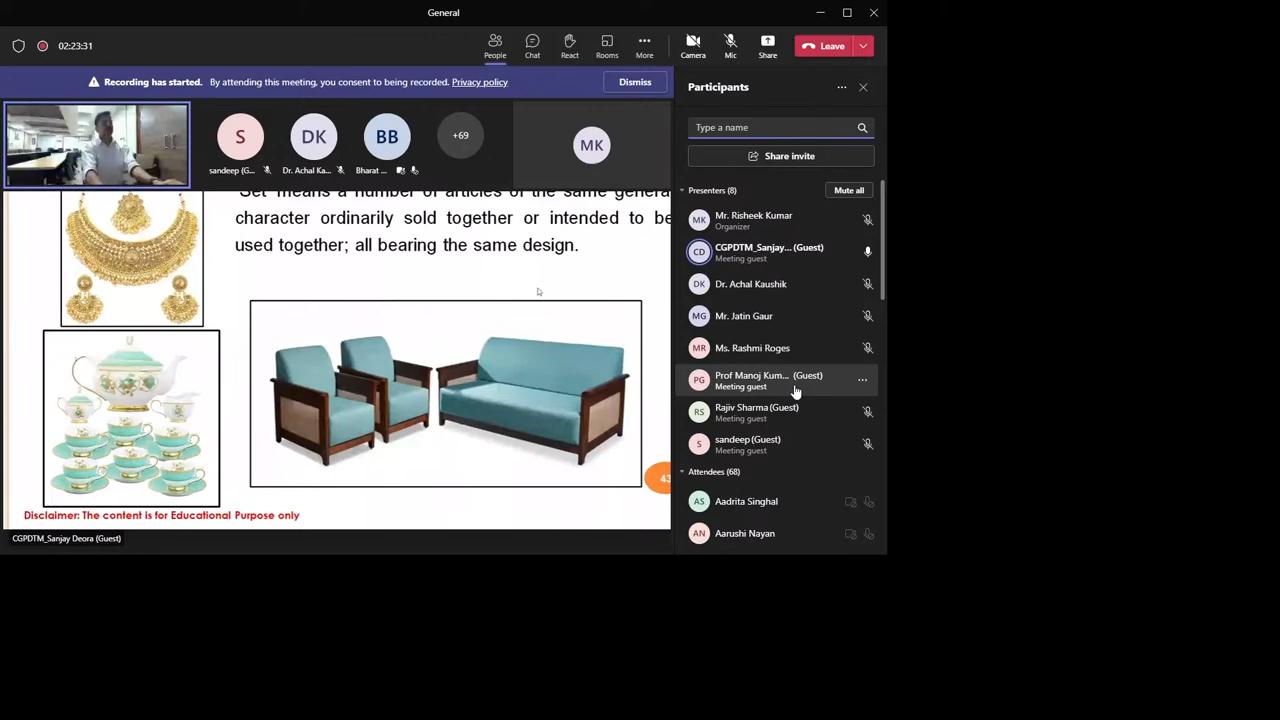 General
02:23:31
People
Chat
React
Rooms
More
Camera
Mic
Share
Leave
Recording has started. By attending this meeting, you consent to being recorded. Privacy policy
Dismiss
S
DK
BB
+69
MK
sandeep (G...
Dr. Achal Ka...
Bharat ...
'Set' means a number of articles of the same general
character ordinarily sold together or intended to be
used together; all bearing the same design.
43
Disclaimer: The content is for Educational Purpose only
CGPDTM_Sanjay Deora (Guest)
Participants
Type a name
Share invite
Presenters (8)
Mute all
MK
Mr. Risheek Kumar
Organizer
CD
CGPDTM_Sanjay... (Guest)
Meeting guest
DK
Dr. Achal Kaushik
MG
Mr. Jatin Gaur
MR
Ms. Rashmi Roges
PG
Prof Manoj Kum... (Guest)
Meeting guest
RS
Rajiv Sharma (Guest)
Meeting guest
S
sandeep (Guest)
Meeting guest
Attendees (68)
AS
Aadrita Singhal
AN
Aarushi Nayan